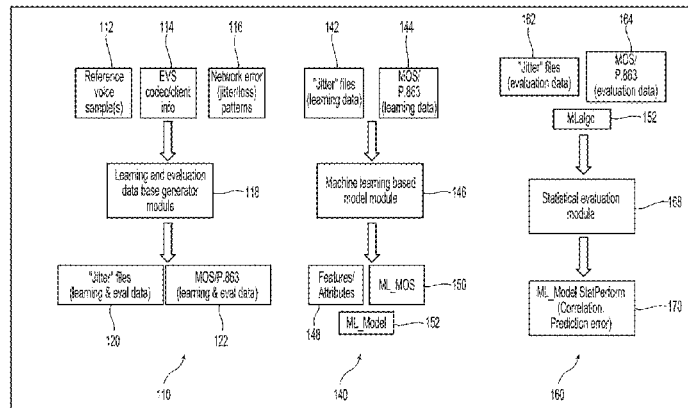 112
114
116
Reference
voice
sample(s)
EVS
codec/client
info
Network error
(jitter/loss)
patterns
Learning and evaluation
data base generator
module
118
"Jitter" files
(learning & eval data)
MOS/P.863
(learning & eval data)
120
122
110
142
144
"Jitter" files
(learning data)
MOS/
P.863
(learning data)
Machine learning based
model module
146
Features/
Attributes
ML_MOS
150
148
ML_Model
152
140
162
164
"Jitter" files
(evaluation data)
MOS/
P.863
(evaluation data)
MLalgo
152
Statistical evaluation
module
168
ML_Model StatPerform
(Correlation,
Prediction error)
170
160